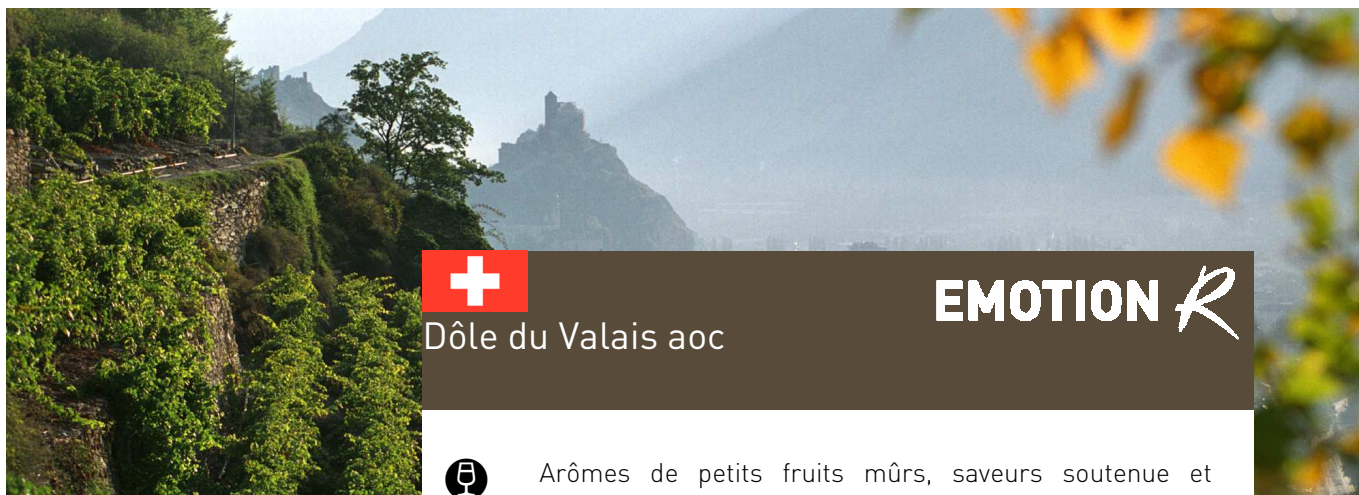 EMOTION R
Dôle du Valais aoc
Arômes de petits fruits mûrs, saveurs soutenue et